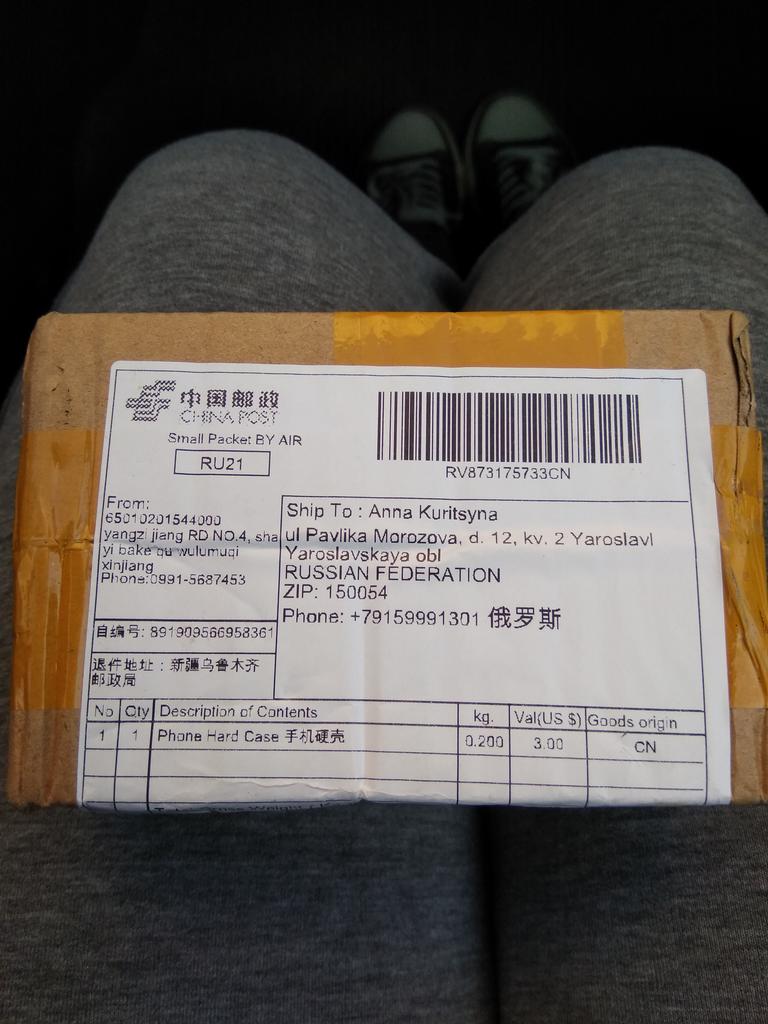 中国邮政
CHINA POST
Small Packet BY AIR
RU21
RV873175733CN
From:
65010201544000
yangzi jiang RD NO.4, sha
yi bake qu wulumuqi
xinjiang
Phone:0991-5687453
Ship To : Anna Kuritsyna
ul Pavlika Morozova, d. 12, kv. 2 Yaroslavl
Yaroslavskaya obl
RUSSIAN FEDERATION
ZIP: 150054
Phone: +79159991301 俄罗斯
自编号: 891909566958361
退件地址：新疆乌鲁木齐
邮政局
No Qty Description of Contents kg. Val(US $) Goods origin
1 1 Phone Hard Case 手机硬壳 0.200 3.00 CN